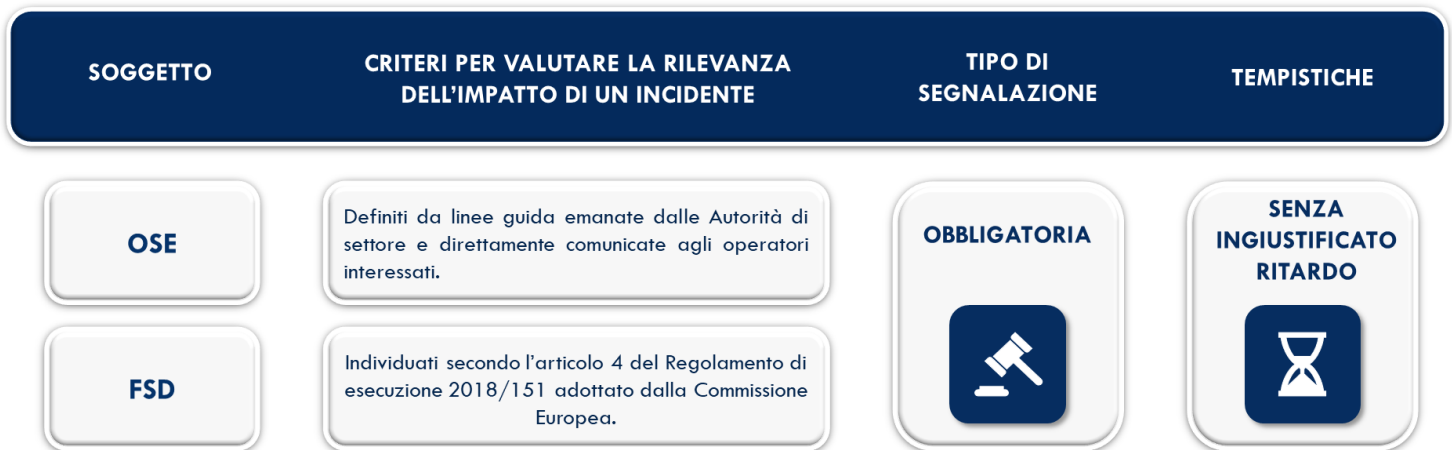 SOGGETTO
CRITERI PER VALUTARE LA RILEVANZA
DELL'IMPATTO DI UN INCIDENTE
TIPO DI
SEGNALAZIONE
TEMPISTICHE
OSE
Definiti da linee guida emanate dalle Autorità di
settore e direttamente comunicate agli operatori
interessati.
OBBLIGATORIA
SENZA
INGIUSTIFICATO
RITARDO
FSD
Individuati secondo l'articolo 4 del Regolamento di
esecuzione 2018/151 adottato dalla Commissione
Europea.